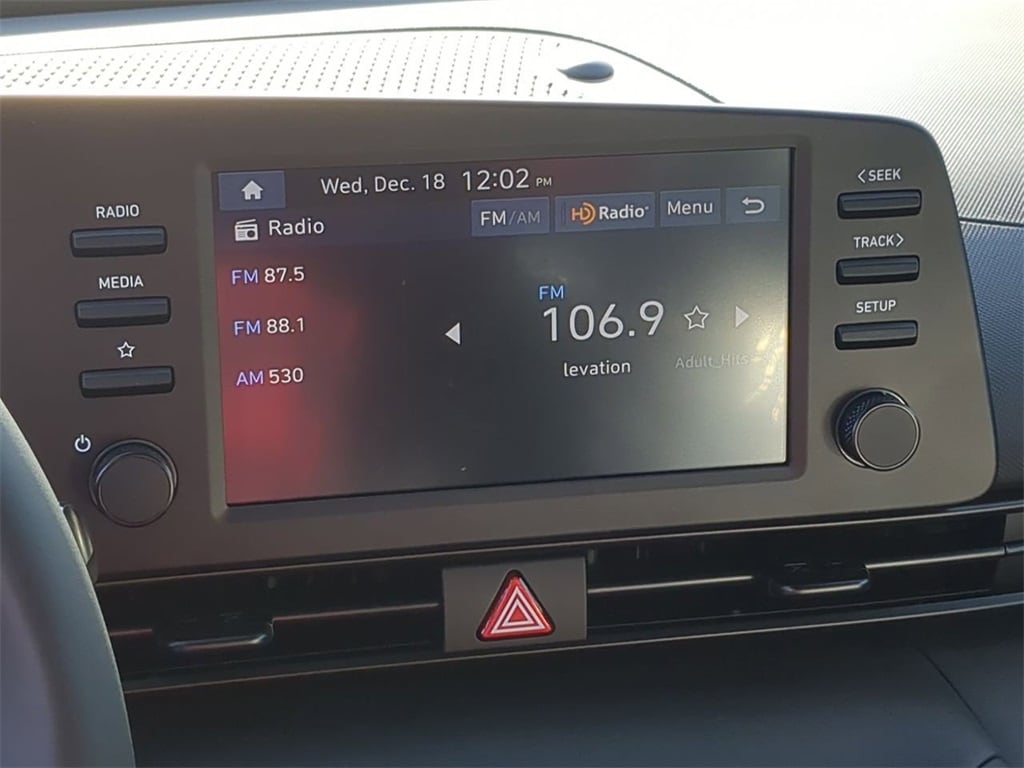 Wed, Dec. 18 12:02 PM
Radio
FM/AM
HD Radio
Menu
RADIO
MEDIA
FM 87.5
FM 88.1
AM 530
FM
106.9
levation
Adult_Hits
<SEEK
TRACK>
SETUP